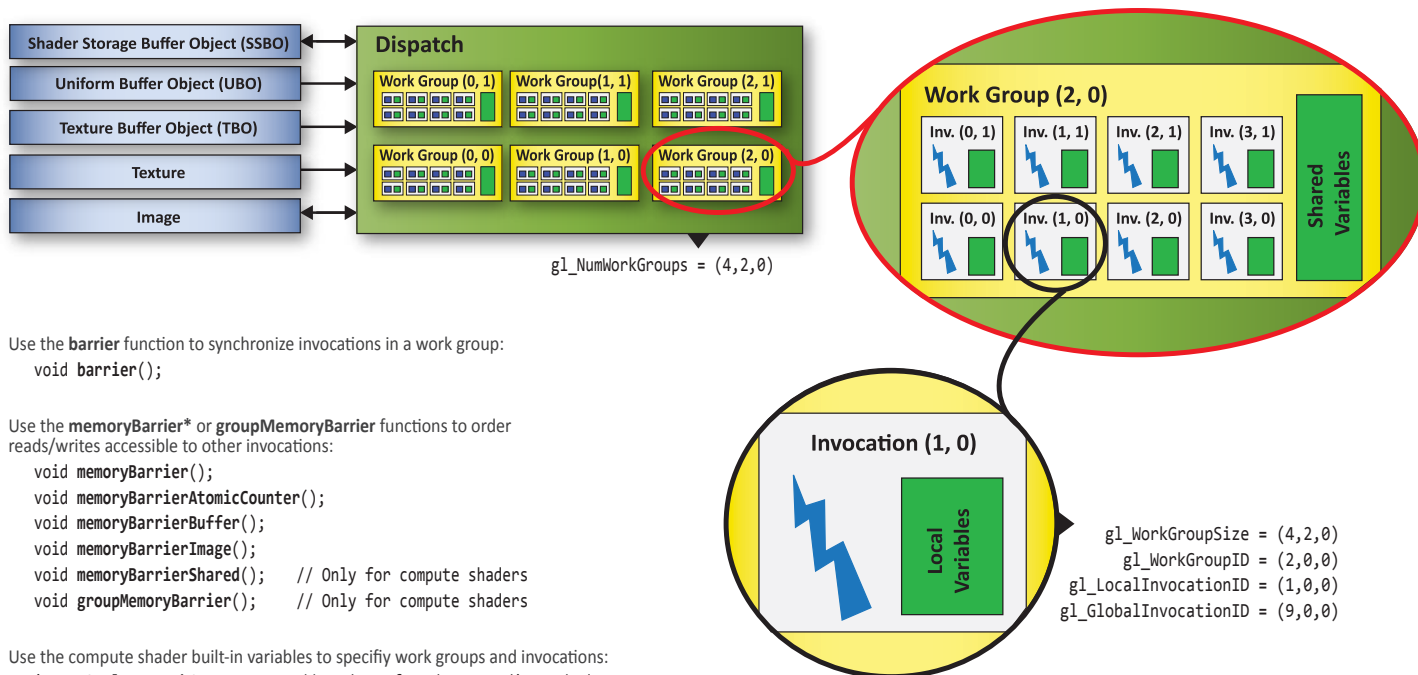 Shader Storage Buffer Object (SSBO)
Uniform Buffer Object (UBO)
Texture Buffer Object (TBO)
Texture
Image
Dispatch
Work Group (0, 1)
Work Group(1, 1)
Work Group (2, 1)
Work Group (0, 0)
Work Group (1, 0)
Work Group (2, 0)
gl_NumWorkGroups = (4,2,0)
Work Group (2, 0)
Inv. (0, 1)
Inv. (1, 1)
Inv. (2, 1)
Inv. (3, 1)
Inv. (0, 0)
Inv. (1, 0)
Inv. (2, 0)
Inv. (3, 0)
Shared
Variables
Use the barrier function to synchronize invocations in a work group:
void barrier();
Use the memoryBarrier* or groupMemoryBarrier functions to order
reads/writes accessible to other invocations:
void memoryBarrier();
void memoryBarrierAtomicCounter();
void memoryBarrierBuffer();
void memoryBarrierImage();
void memoryBarrierShared(); // Only for compute shaders
void groupMemoryBarrier(); // Only for compute shaders
Use the compute shader built-in variables to specifiy work groups and invocations:
Invocation (1, 0)
Local
Variables
gl_WorkGroupSize = (4,2,0)
gl_WorkGroupID = (2,0,0)
gl_LocalInvocationID = (1,0,0)
gl_GlobalInvocationID = (9,0,0)